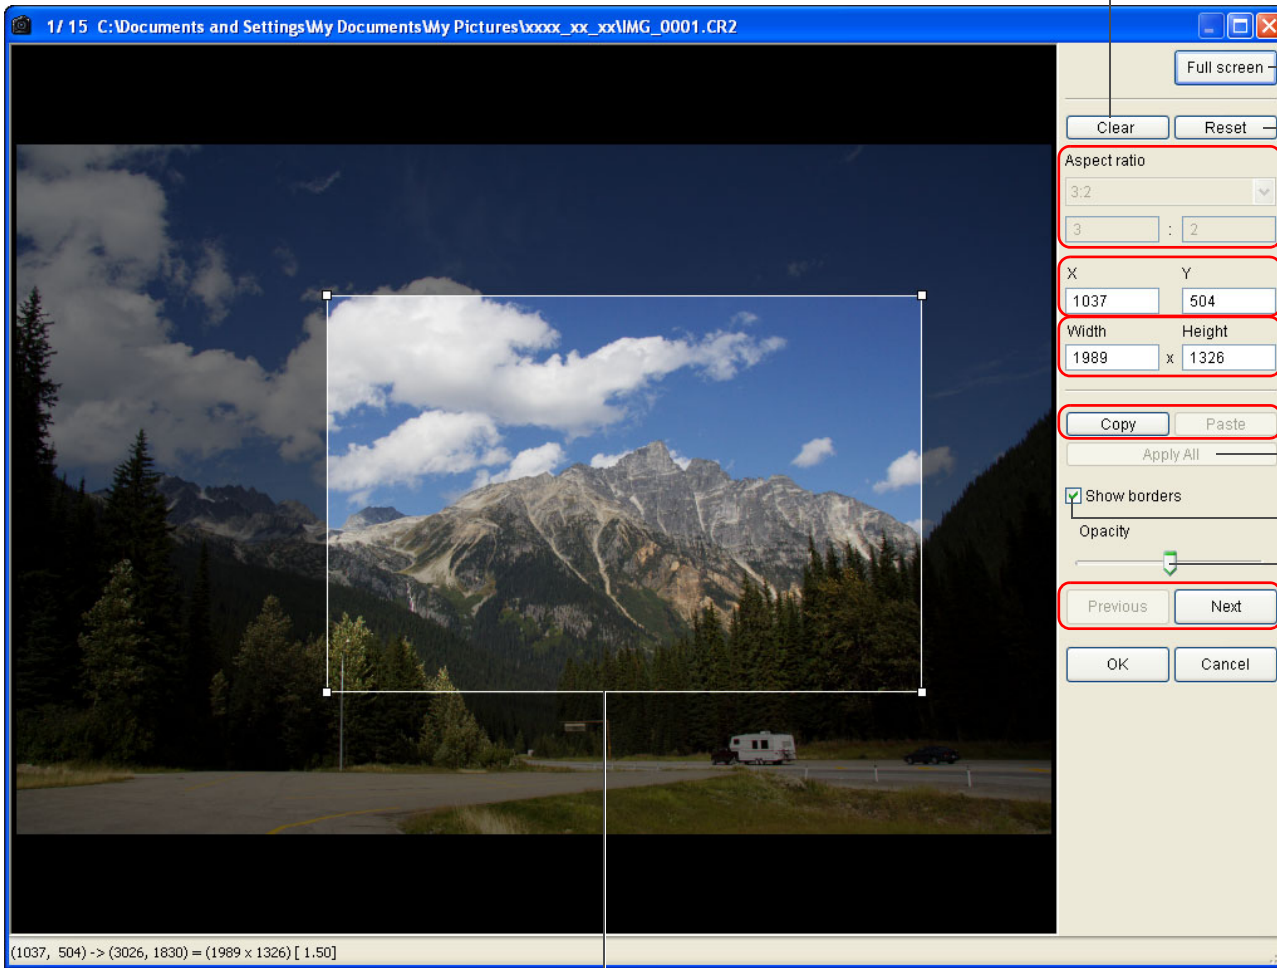 1/ 15 C:\Documents and Settings\My Documents\My Pictures\xxxx_xx_xx\IMG_0001.CR2
Full screen
Clear Reset
Aspect ratio
3:2
3 : 2
X Y
1037 504
Width Height
1989 x 1326
Copy Paste
Apply All
Show borders
Opacity
Previous Next
OK Cancel
(1037, 504) -> (3026, 1830) = (1989 x 1326) [ 1.50]